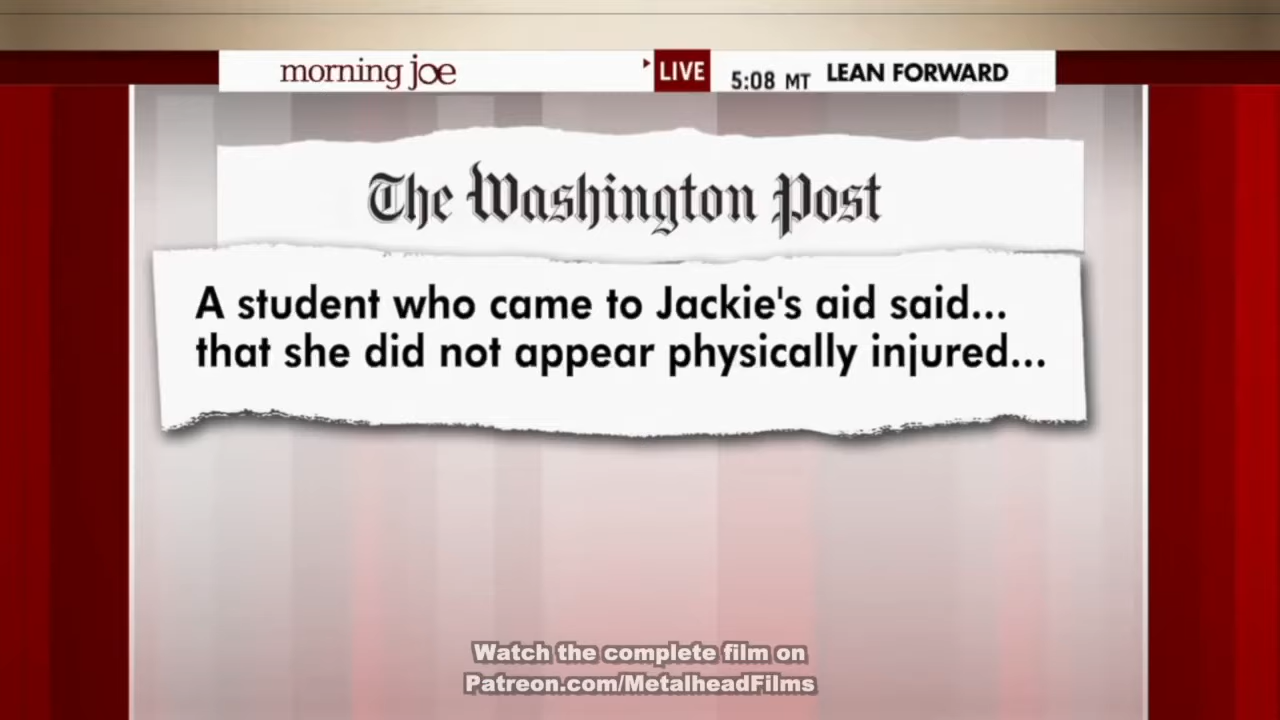 morning joe
LIVE
5:08 MT
LEAN FORWARD
The Washington Post
A student who came to Jackie's aid said...
that she did not appear physically injured...
Watch the complete film on
Patreon.com/MetalheadFilms